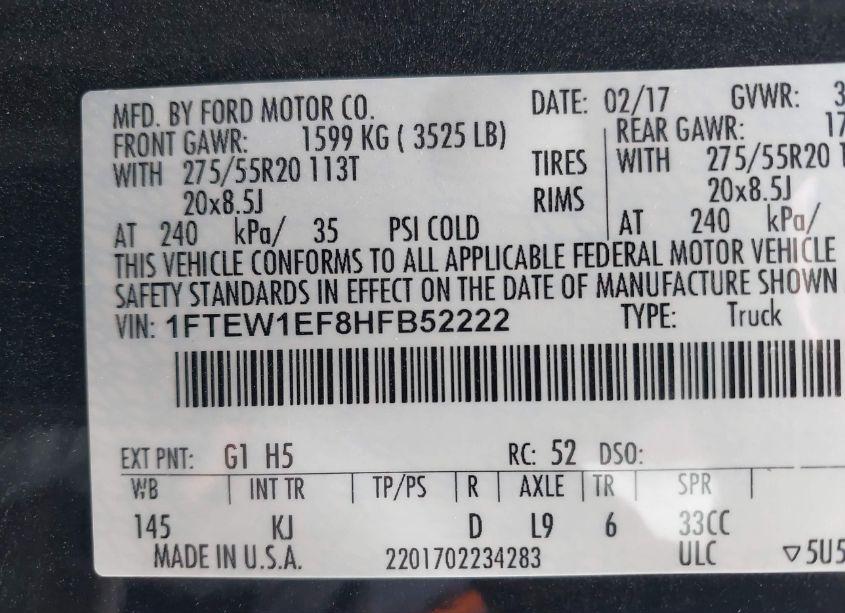 MFD. BY FORD MOTOR CO. DATE: 02/17 GVWR: 3
FRONT GAWR: 1599 KG ( 3525 LB) REAR GAWR: 17
WITH 275/55R20 113T TIRES WITH 275/55R20 1
20x8.5J RIMS 20x8.5J
AT 240 kPa/ 35 PSI COLD AT 240 kPa/
THIS VEHICLE CONFORMS TO ALL APPLICABLE FEDERAL MOTOR VEHICLE
SAFETY STANDARDS IN EFFECT ON THE DATE OF MANUFACTURE SHOWN
VIN: 1FTEW1EF8HFB52222 TYPE: Truck
EXT PNT: G1 H5 RC: 52 DSO:
WB INT TR TP/PS R AXLE TR SPR
145 KJ D L9 6 33CC
MADE IN U.S.A. 2201702234283 ULC ▽5U5